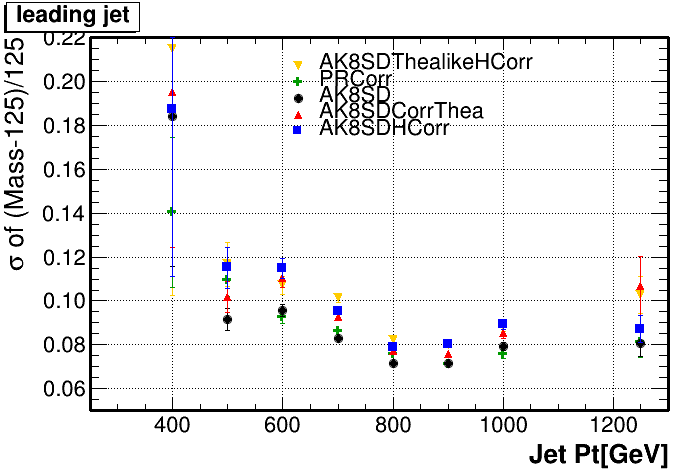 leading jet
σ of (Mass-125)/125
0.22
0.20
0.18
0.16
0.14
0.12
0.10
0.08
0.06
AK8SDThealikeHCorr
PRCorr
AK8SD
AK8SDCorrThea
AK8SDHCorr
400 600 800 1000 1200
Jet Pt[GeV]